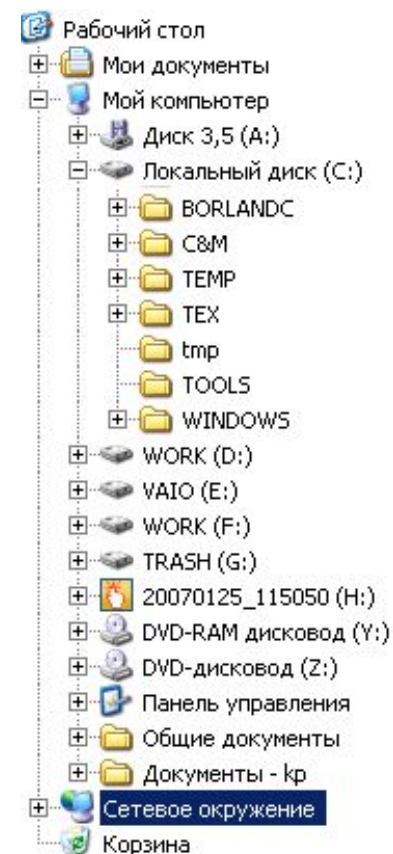 Рабочий стол
Мои документы
Мой компьютер
Диск 3,5 (A:)
Локальный диск (C:)
BORLANDC
C&M
TEMP
TEX
tmp
TOOLS
WINDOWS
WORK (D:)
VAIO (E:)
WORK (F:)
TRASH (G:)
20070125_115050 (H:)
DVD-RAM дисковод (Y:)
DVD-дисковод (Z:)
Панель управления
Общие документы
Документы - kp
Сетевое окружение
Корзина